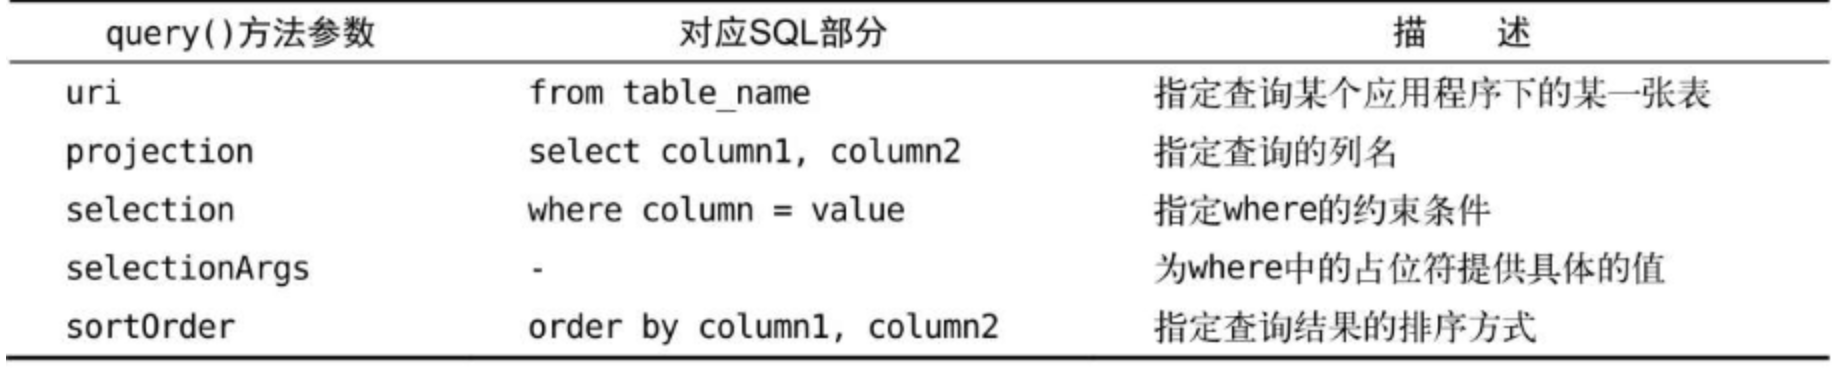 query()方法参数 对应SQL部分 描 述
uri from table_name 指定查询某个应用程序下的某一张表
projection select column1, column2 指定查询的列名
selection where column = value 指定where的约束条件
selectionArgs - 为where中的占位符提供具体的值
sortOrder order by column1, column2 指定查询结果的排序方式